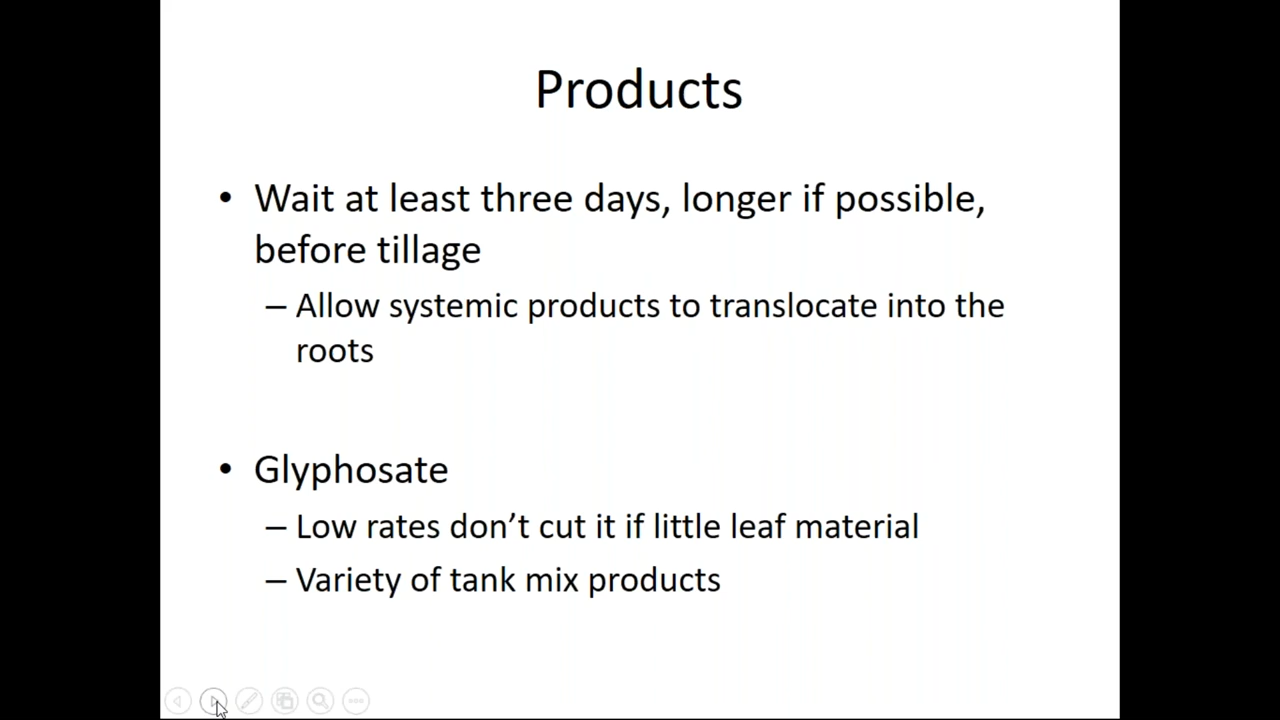 Products
• Wait at least three days, longer if possible,
before tillage
– Allow systemic products to translocate into the
roots
• Glyphosate
– Low rates don’t cut it if little leaf material
– Variety of tank mix products